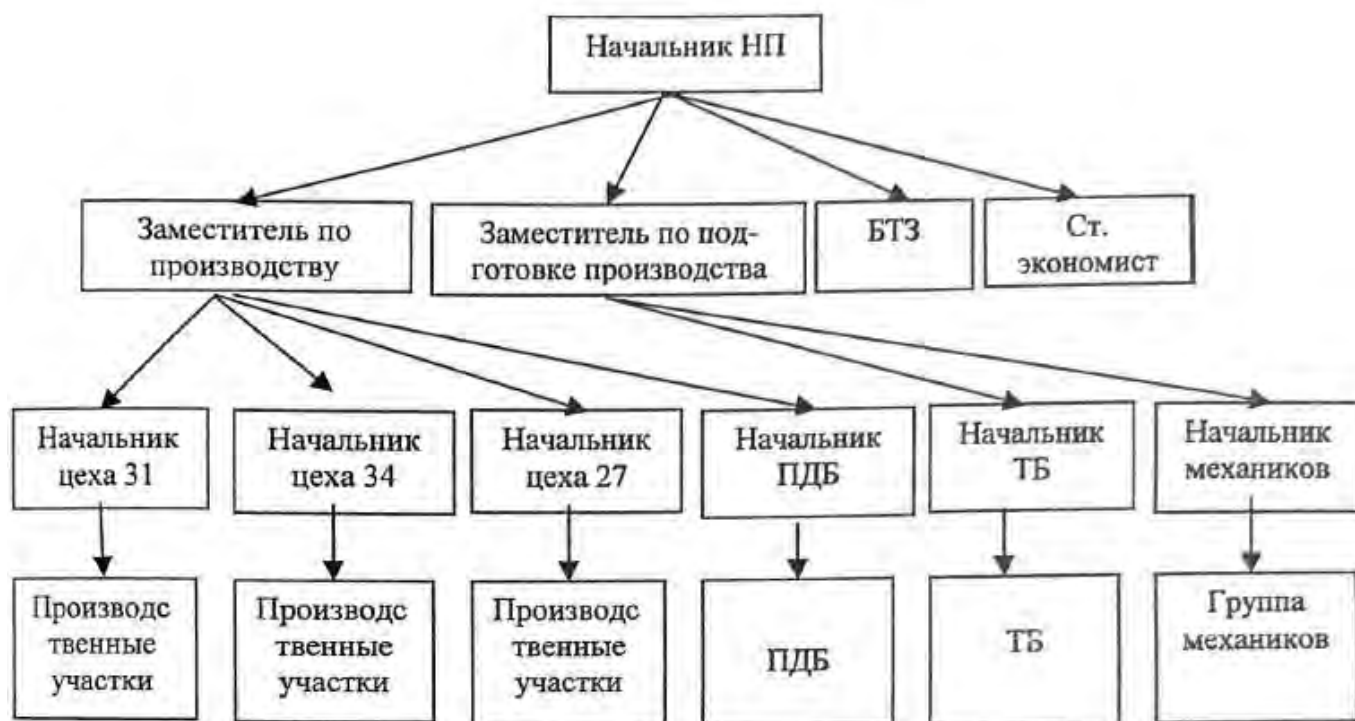 Начальник НП
Заместитель по
производству
Заместитель по под-
готовке производства
БТЗ
Ст.
экономист
Начальник
цеха 31
Начальник
цеха 34
Начальник
цеха 27
Начальник
ПДБ
Начальник
ТБ
Начальник
механиков
Производс
твенные
участки
Производс
твенные
участки
Производс
твенные
участки
ПДБ
ТБ
Группа
механиков